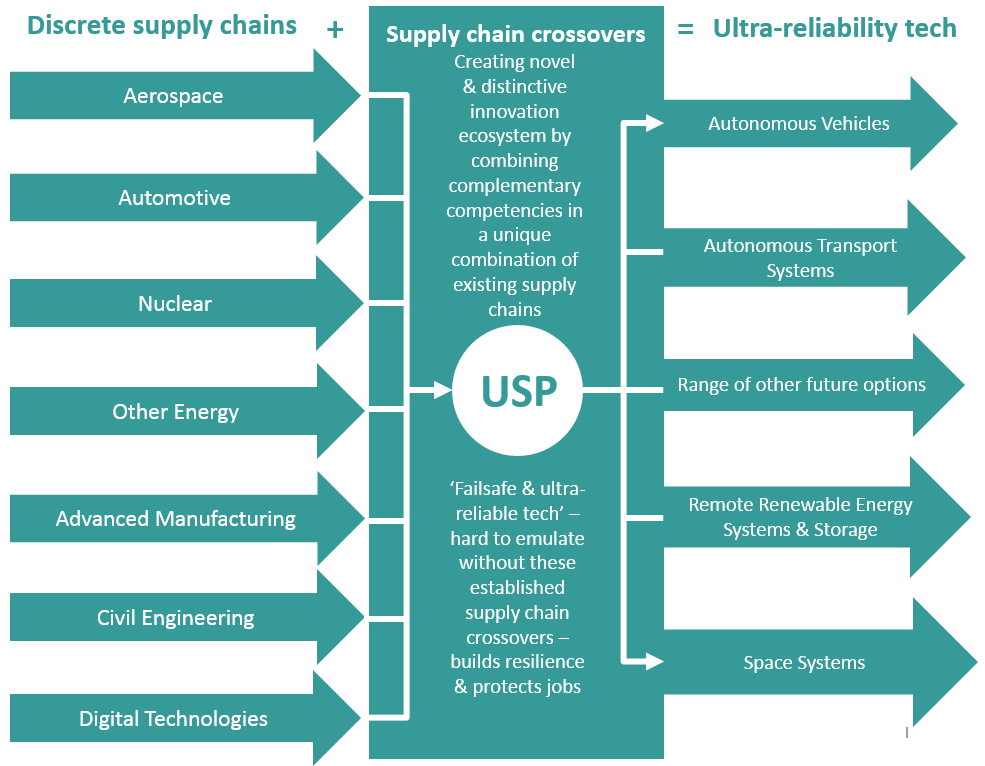 Discrete supply chains
+
Supply chain crossovers
= Ultra-reliability tech
Aerospace
Automotive
Nuclear
Other Energy
Advanced Manufacturing
Civil Engineering
Digital Technologies
Creating novel
& distinctive
innovation
ecosystem by
combining
complementary
competencies in
a unique
combination of
existing supply
chains
USP
‘Failsafe & ultra-
reliable tech’ –
hard to emulate
without these
established
supply chain
crossovers –
builds resilience
& protects jobs
Autonomous Vehicles
Autonomous Transport
Systems
Range of other future options
Remote Renewable Energy
Systems & Storage
Space Systems